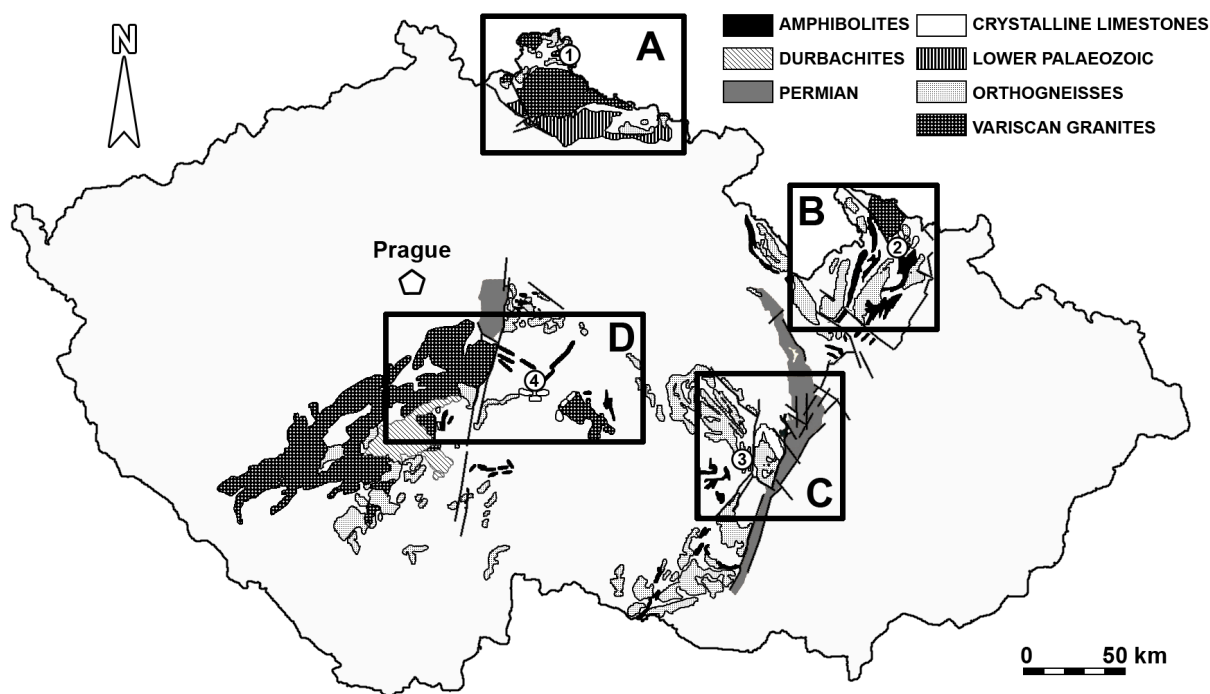 N
A
1
AMPHIBOLITES
CRYSTALLINE LIMESTONES
DURBACHITES
LOWER PALAEOZOIC
PERMIAN
ORTHOGNEISSES
VARISCAN GRANITES
B
2
Prague
D
4
3
C
0 50 km